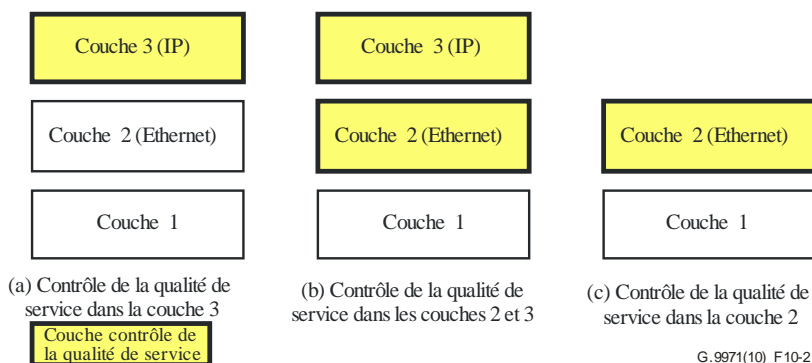 Couche 3 (IP)
Couche 3 (IP)
Couche 2 (Ethernet)
Couche 2 (Ethernet)
Couche 2 (Ethernet)
Couche 1
Couche 1
Couche 1
(a) Contrôle de la qualité de
service dans la couche 3
(b) Contrôle de la qualité de
service dans les couches 2 et 3
(c) Contrôle de la qualité de
service dans la couche 2
Couche contrôle de
la qualité de service
G.9971(10)_F10-2